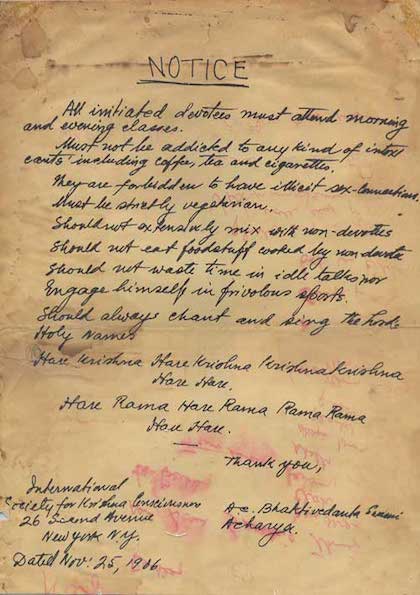 NOTICE
All initiated devotees must attend morning
and evening classes.
Must not be addicted to any kind of intoxi
cants including coffee, tea and cigarettes.
They are forbidden to have illicit sex-connections.
Must be strictly vegetarian.
Should not extensively mix with non-devotees
Should not eat foodstuff cooked by non devotee
Should not waste time in idle talks nor
Engage himself in frivolous sports.
Should always chant and sing the Lord's
Holy Names
Hare Krishna Hare Krishna Krishna Krishna
Hare Hare.
Hare Rama Hare Rama Rama Rama
Hare Hare.
Thank you,
International
Society for Krishna Consciousness
26 Second Avenue
New York N.Y.
Dated Nov. 25, 1966
A.C. Bhaktivedanta Swami
Acharya.